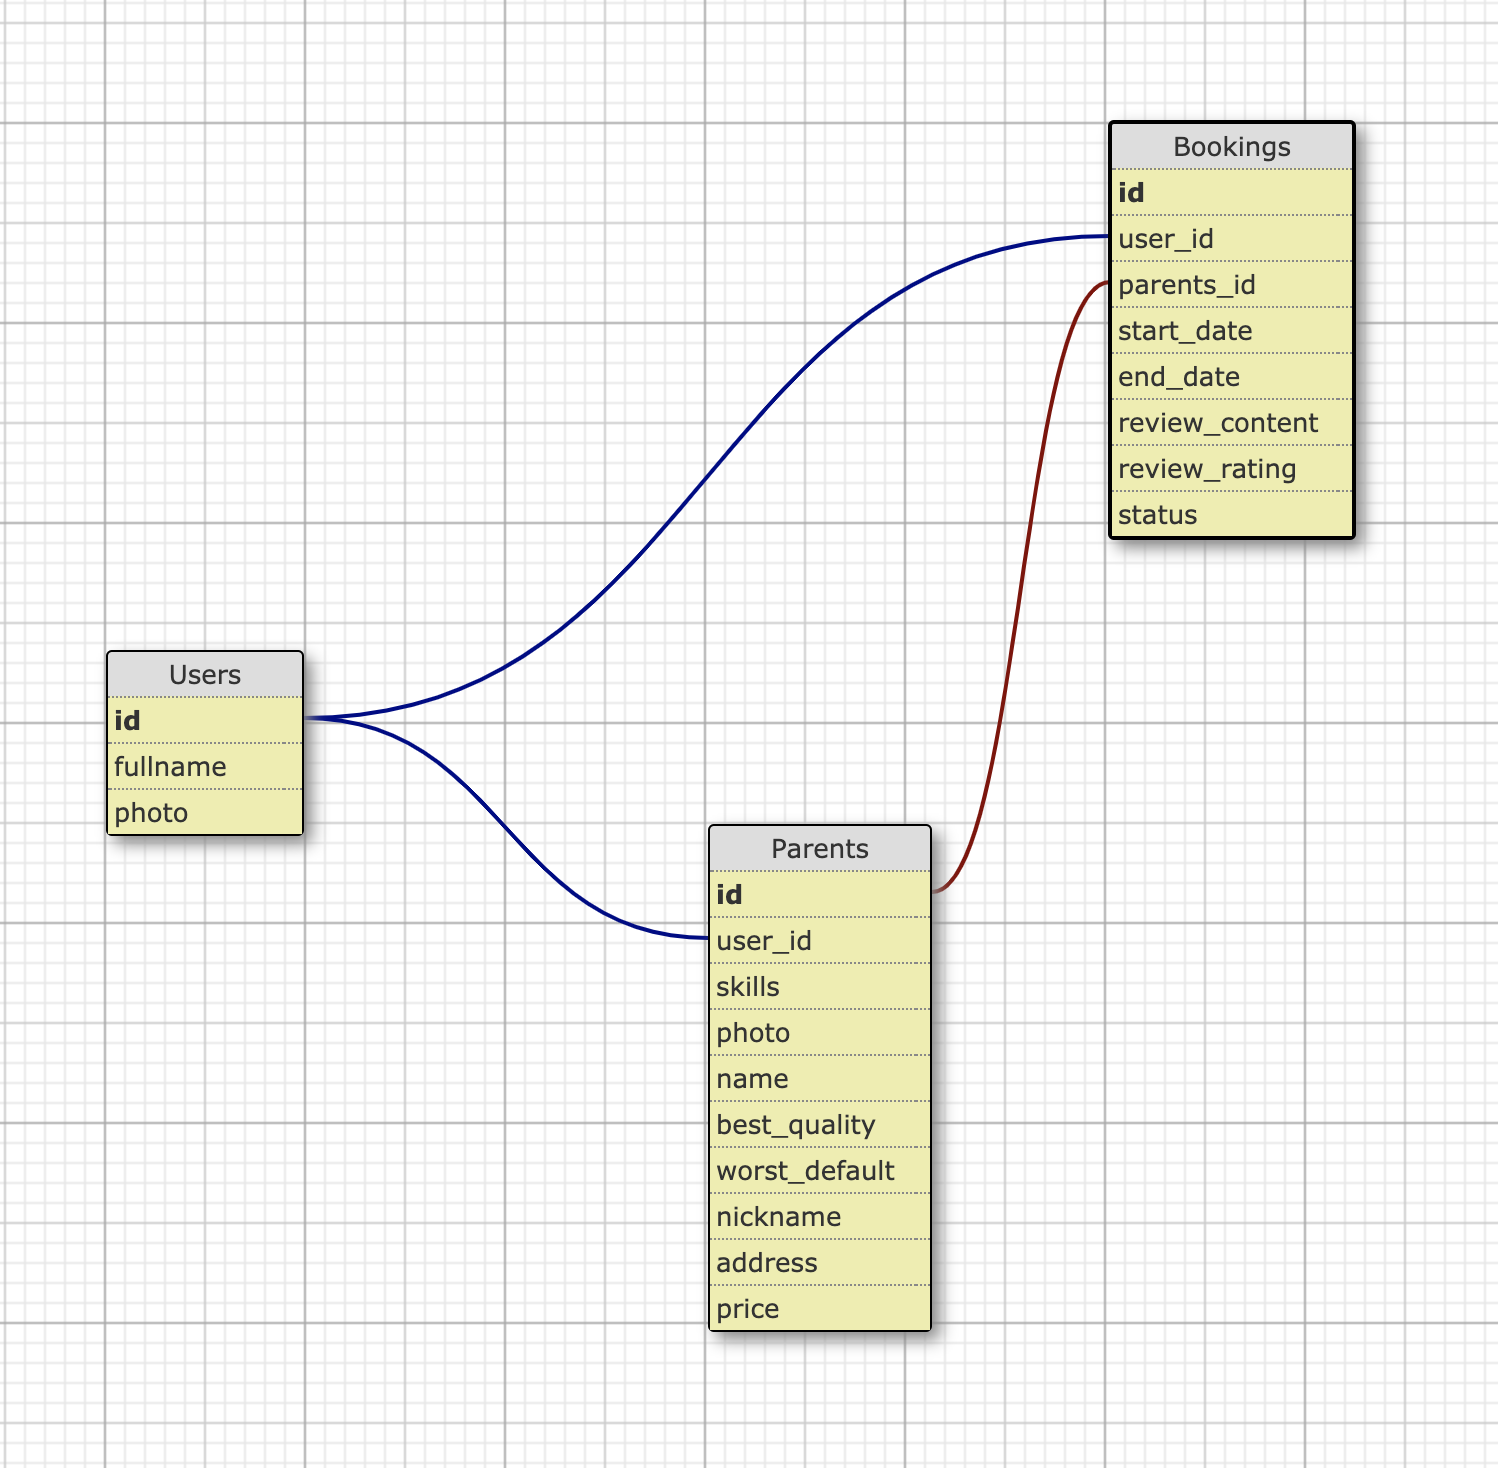 Bookings
id
user_id
parents_id
start_date
end_date
review_content
review_rating
status
Users
id
fullname
photo
Parents
id
user_id
skills
photo
name
best_quality
worst_default
nickname
address
price